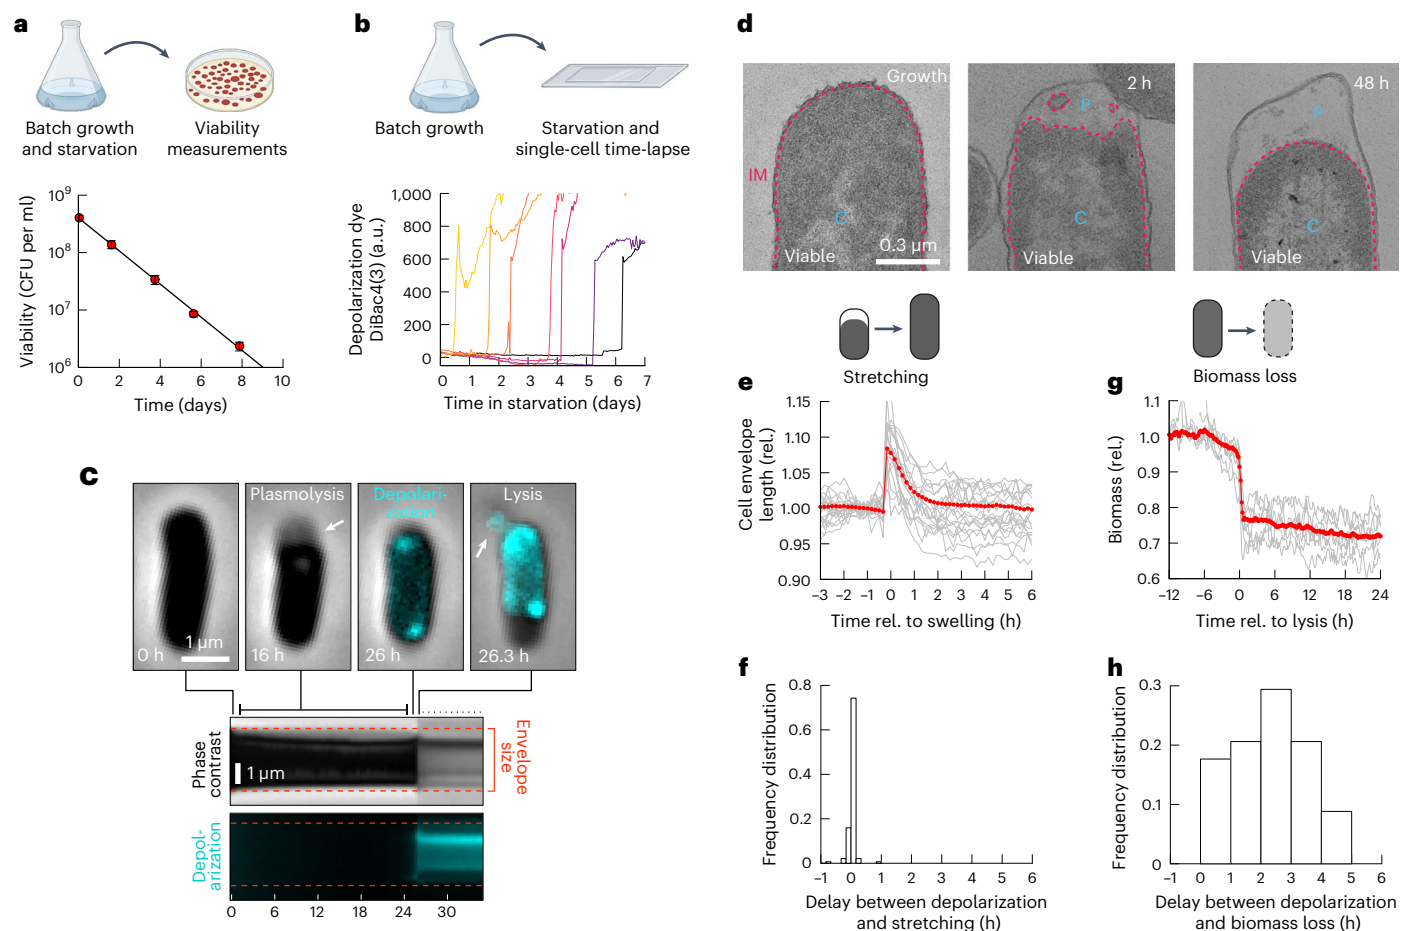 a
Batch growth
and starvation
Viability
measurements
Viability (CFU per ml)
10⁹
10⁸
10⁷
10⁶
0 2 4 6 8 10
Time (days)
b
Batch growth
Starvation and
single-cell time-lapse
Depolarization dye
DiBac4(3) (a.u.)
1,000
800
600
400
200
0
0 1 2 3 4 5 6 7
Time in starvation (days)
c
0 h
1 µm
Plasmolysis
16 h
Depolari-
zation
26 h
Lysis
26.3 h
Phase
contrast
1 µm
Envelope
size
Depol-
arization
0 6 12 18 24 30
d
Growth
IM
C
Viable
0.3 µm
2 h
P
C
Viable
48 h
P
C
Viable
Stretching
e
Cell envelope
length (rel.)
1.15
1.10
1.05
1.00
0.95
0.90
–3 –2 –1 0 1 2 3 4 5 6
Time rel. to swelling (h)
f
Frequency distribution
0.8
0.6
0.4
0.2
0
–1 0 1 2 3 4 5 6
Delay between depolarization
and stretching (h)
Biomass loss
g
Biomass (rel.)
1.1
1.0
0.9
0.8
0.7
0.6
–12 –6 0 6 12 18 24
Time rel. to lysis (h)
h
Frequency distribution
0.3
0.2
0.1
0
–1 0 1 2 3 4 5 6
Delay between depolarization
and biomass loss (h)